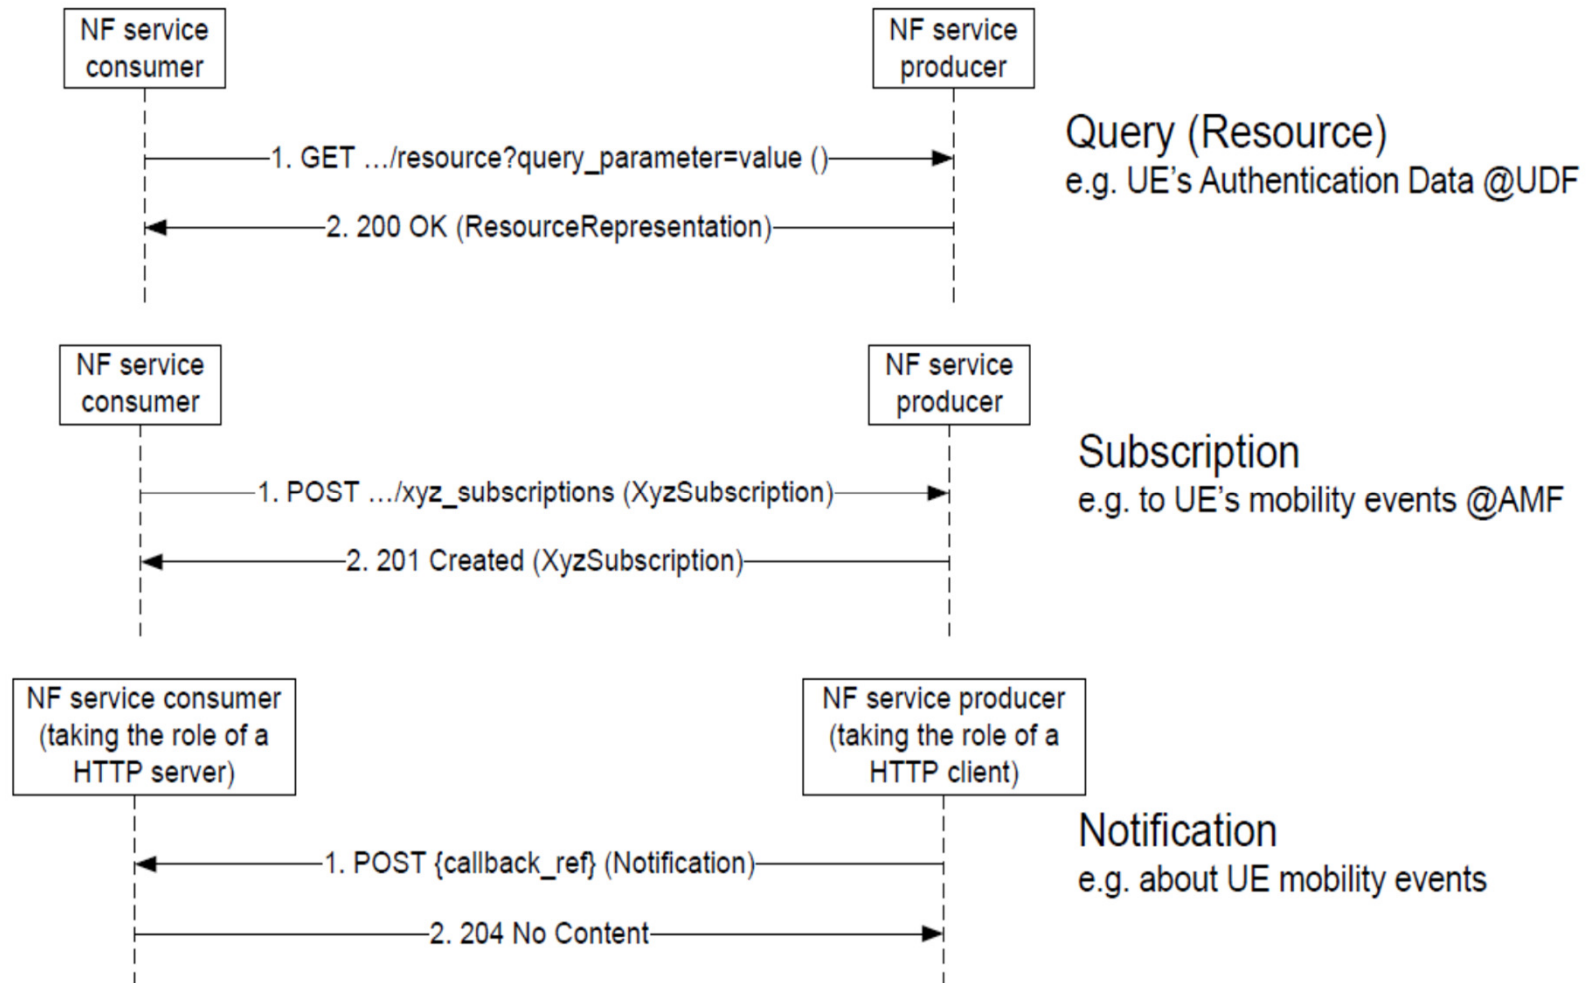 NF service
consumer
NF service
producer
1. GET .../resource?query_parameter=value ()
2. 200 OK (ResourceRepresentation)
Query (Resource)
e.g. UE's Authentication Data @UDF
NF service
consumer
NF service
producer
1. POST .../xyz_subscriptions (XyzSubscription)
2. 201 Created (XyzSubscription)
Subscription
e.g. to UE's mobility events @AMF
NF service consumer
(taking the role of a
HTTP server)
NF service producer
(taking the role of a
HTTP client)
1. POST {callback_ref} (Notification)
2. 204 No Content
Notification
e.g. about UE mobility events